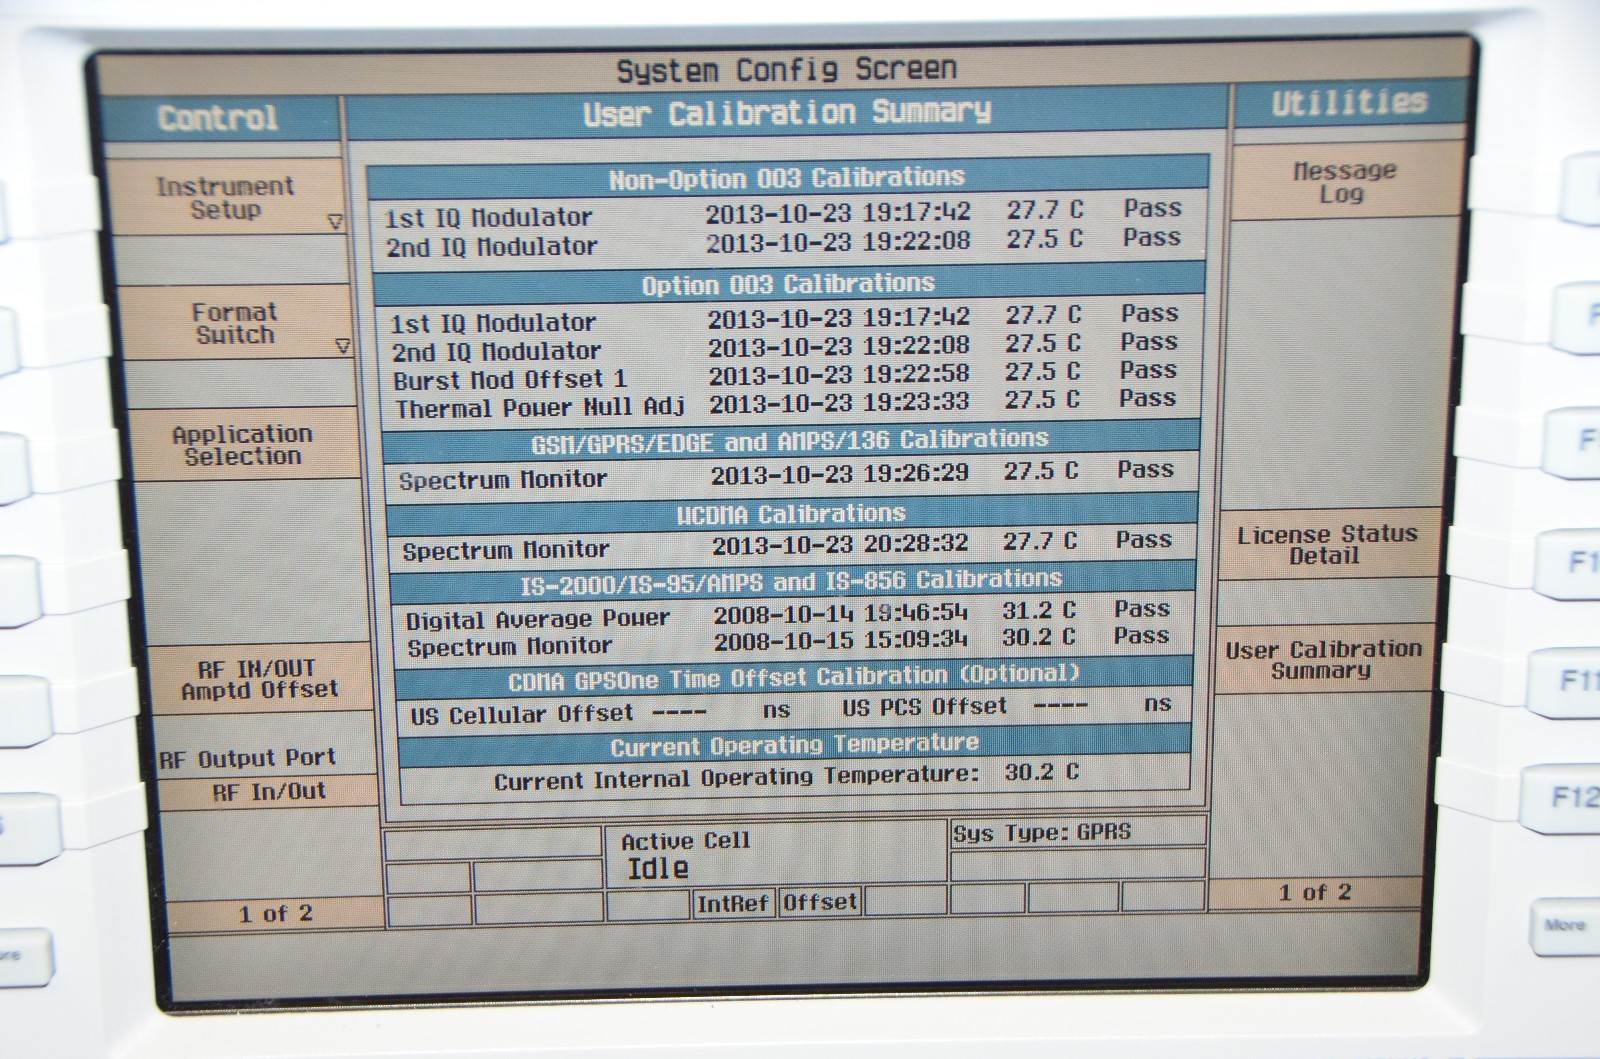 System Config Screen
Control
User Calibration Summary
Utilities
Instrument
Setup
Format
Switch
Application
Selection
RF IN/OUT
Amptd Offset
RF Output Port
RF In/Out
1 of 2
Non-Option 003 Calibrations
1st IQ Modulator 2013-10-23 19:17:42 27.7 C Pass
2nd IQ Modulator 2013-10-23 19:22:08 27.5 C Pass
Option 003 Calibrations
1st IQ Modulator 2013-10-23 19:17:42 27.7 C Pass
2nd IQ Modulator 2013-10-23 19:22:08 27.5 C Pass
Burst Mod Offset 1 2013-10-23 19:22:58 27.5 C Pass
Thermal Power Null Adj 2013-10-23 19:23:33 27.5 C Pass
GSM/GPRS/EDGE and AMPS/136 Calibrations
Spectrum Monitor 2013-10-23 19:26:29 27.5 C Pass
WCDMA Calibrations
Spectrum Monitor 2013-10-23 20:28:32 27.7 C Pass
IS-2000/IS-95/AMPS and IS-856 Calibrations
Digital Average Power 2008-10-14 19:46:54 31.2 C Pass
Spectrum Monitor 2008-10-15 15:09:34 30.2 C Pass
CDMA GPSOne Time Offset Calibration (Optional)
US Cellular Offset ---- ns US PCS Offset ---- ns
Current Operating Temperature
Current Internal Operating Temperature: 30.2 C
Active Cell
Idle
Sys Type: GPRS
IntRef Offset
Message
Log
License Status
Detail
User Calibration
Summary
1 of 2
F11
F12
More